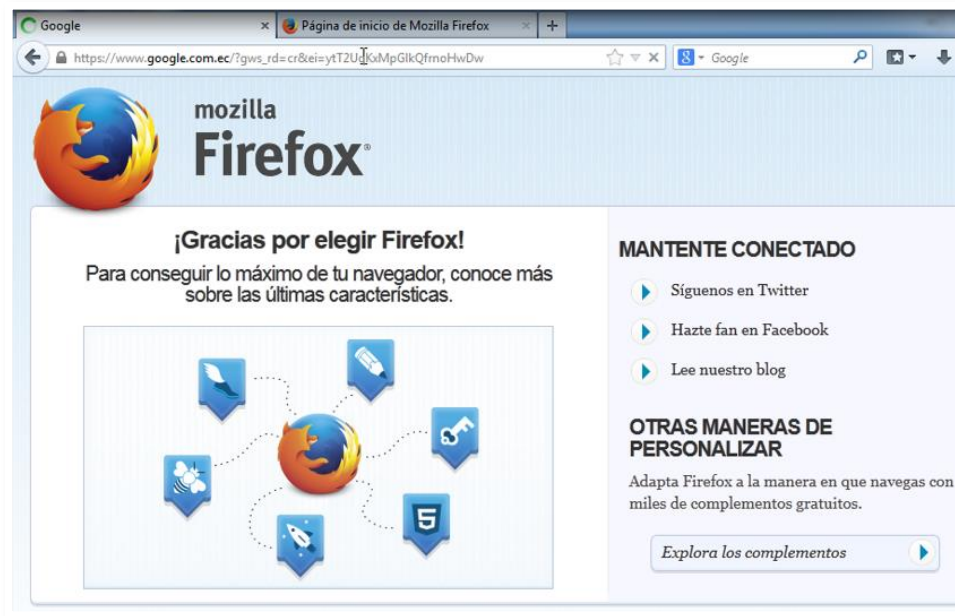 Google
Página de inicio de Mozilla Firefox
https://www.google.com.ec/?gws_rd=cr&ei=ytT2UdKxMpGlkQfrnoHwDw
Google
mozilla
Firefox
¡Gracias por elegir Firefox!
Para conseguir lo máximo de tu navegador, conoce más
sobre las últimas características.
MANTENTE CONECTADO
Síguenos en Twitter
Hazte fan en Facebook
Lee nuestro blog
OTRAS MANERAS DE
PERSONALIZAR
Adapta Firefox a la manera en que navegas con
miles de complementos gratuitos.
Explora los complementos